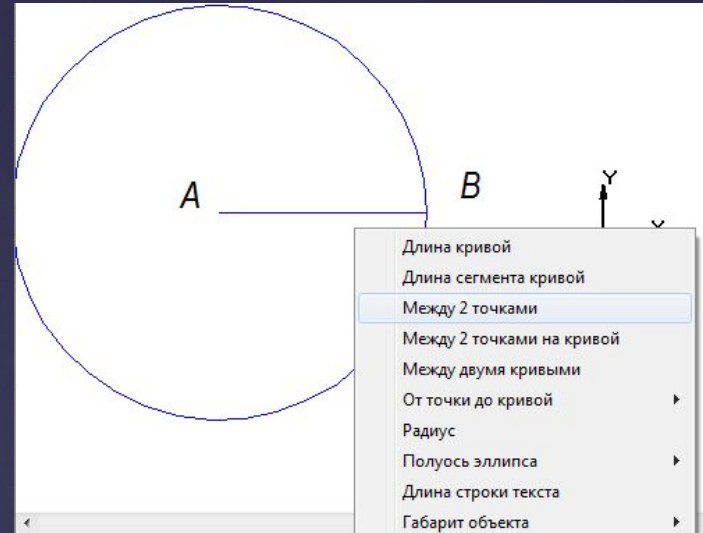 A
B
Y
X
Длина кривой
Длина сегмента кривой
Между 2 точками
Между 2 точками на кривой
Между двумя кривыми
От точки до кривой
Радиус
Полуось эллипса
Длина строки текста
Габарит объекта